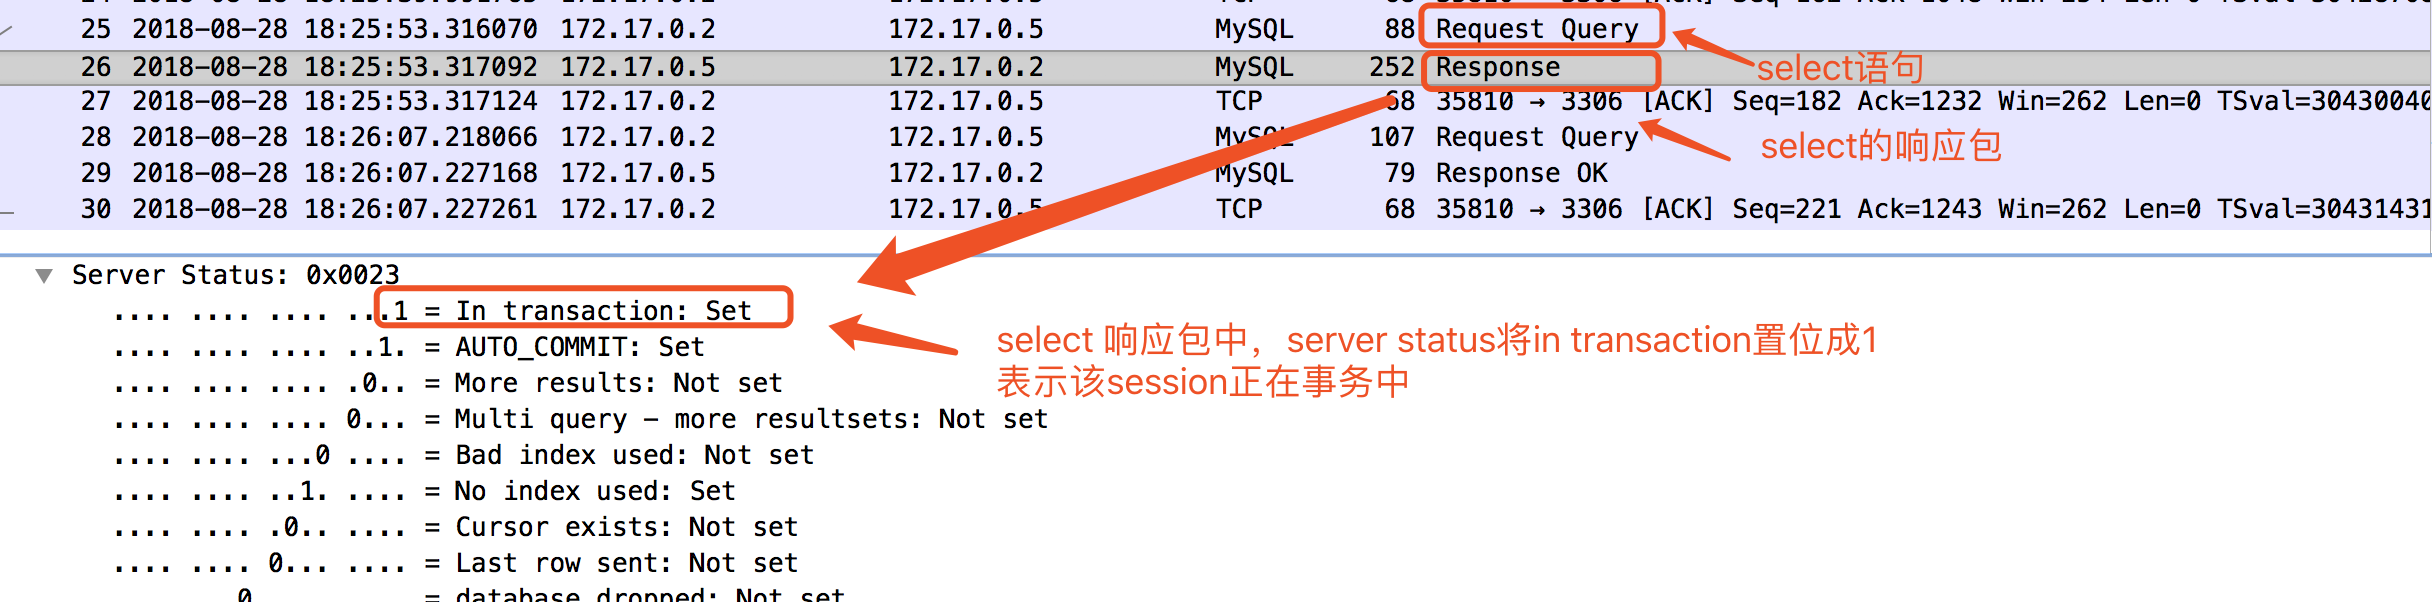 25 2018-08-28 18:25:53.316070 172.17.0.2 172.17.0.5 MySQL 88 Request Query
26 2018-08-28 18:25:53.317092 172.17.0.5 172.17.0.2 MySQL 252 Response
select语句
27 2018-08-28 18:25:53.317124 172.17.0.2 172.17.0.5 TCP 68 35810 → 3306 [ACK] Seq=182 Ack=1232 Win=262 Len=0 TSval=30430040
28 2018-08-28 18:26:07.218066 172.17.0.2 172.17.0.5 MySQL 107 Request Query
select的响应包
29 2018-08-28 18:26:07.227168 172.17.0.5 172.17.0.2 MySQL 79 Response OK
30 2018-08-28 18:26:07.227261 172.17.0.2 172.17.0.5 TCP 68 35810 → 3306 [ACK] Seq=221 Ack=1243 Win=262 Len=0 TSval=30431431
Server Status: 0x0023
.... .... .... ...1 = In transaction: Set
.... .... .... ..1. = AUTO_COMMIT: Set
select 响应包中，server status将in transaction置位成1
表示该session正在事务中
.... .... .... .0.. = More results: Not set
.... .... .... 0... = Multi query – more resultsets: Not set
.... .... ...0 .... = Bad index used: Not set
.... .... ..1. .... = No index used: Set
.... .... .0.. .... = Cursor exists: Not set
.... .... 0... .... = Last row sent: Not set
0 = database dropped: Not set